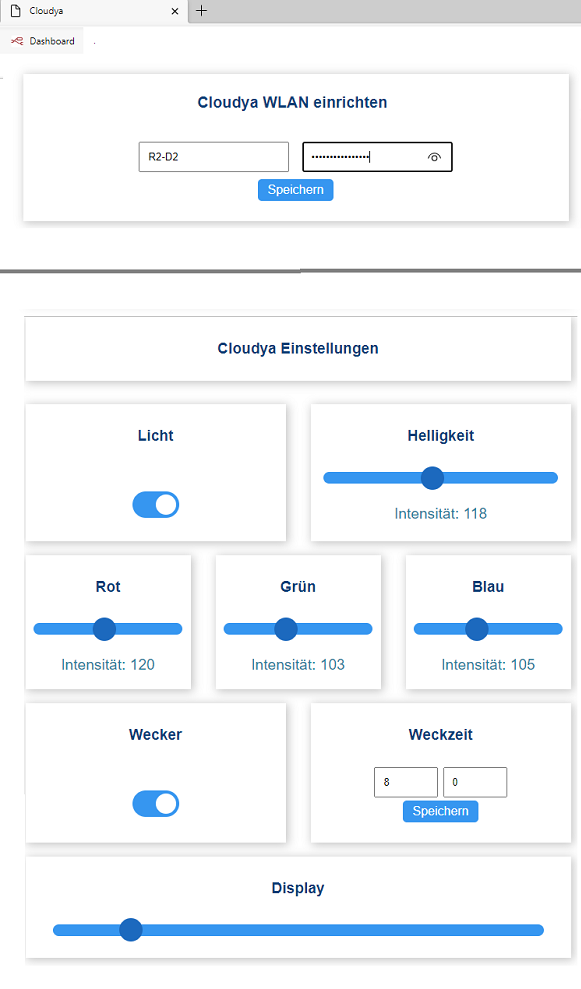 Cloudya
Dashboard
Cloudya WLAN einrichten
R2-D2
Speichern
Cloudya Einstellungen
Licht
Helligkeit
Intensität: 118
Rot
Grün
Blau
Intensität: 120
Intensität: 103
Intensität: 105
Wecker
Weckzeit
8
0
Speichern
Display